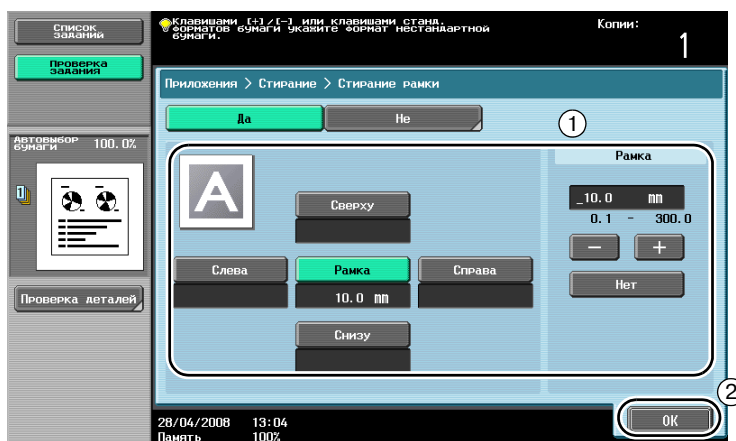 Список
заданий
Клавишами [+]/[-] или клавишами станд.
форматов бумаги укажите формат нестандартной
бумаги.
Копии:
1
Проверка
задания
Приложения > Стирание > Стирание рамки
Да
Не
1
Автовыбор
бумаги
100.0%
Рамка
A
_10.0 mm
0.1 - 300.0
1
Сверху
− +
Слева
Рамка
Справа
Нет
10.0 mm
Проверка деталей
Снизу
2
OK
28/04/2008 13:04
Память 100%